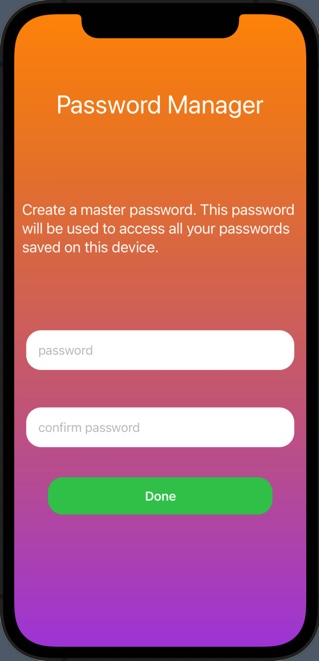 Password Manager
Create a master password. This password
will be used to access all your passwords
saved on this device.
password
confirm password
Done